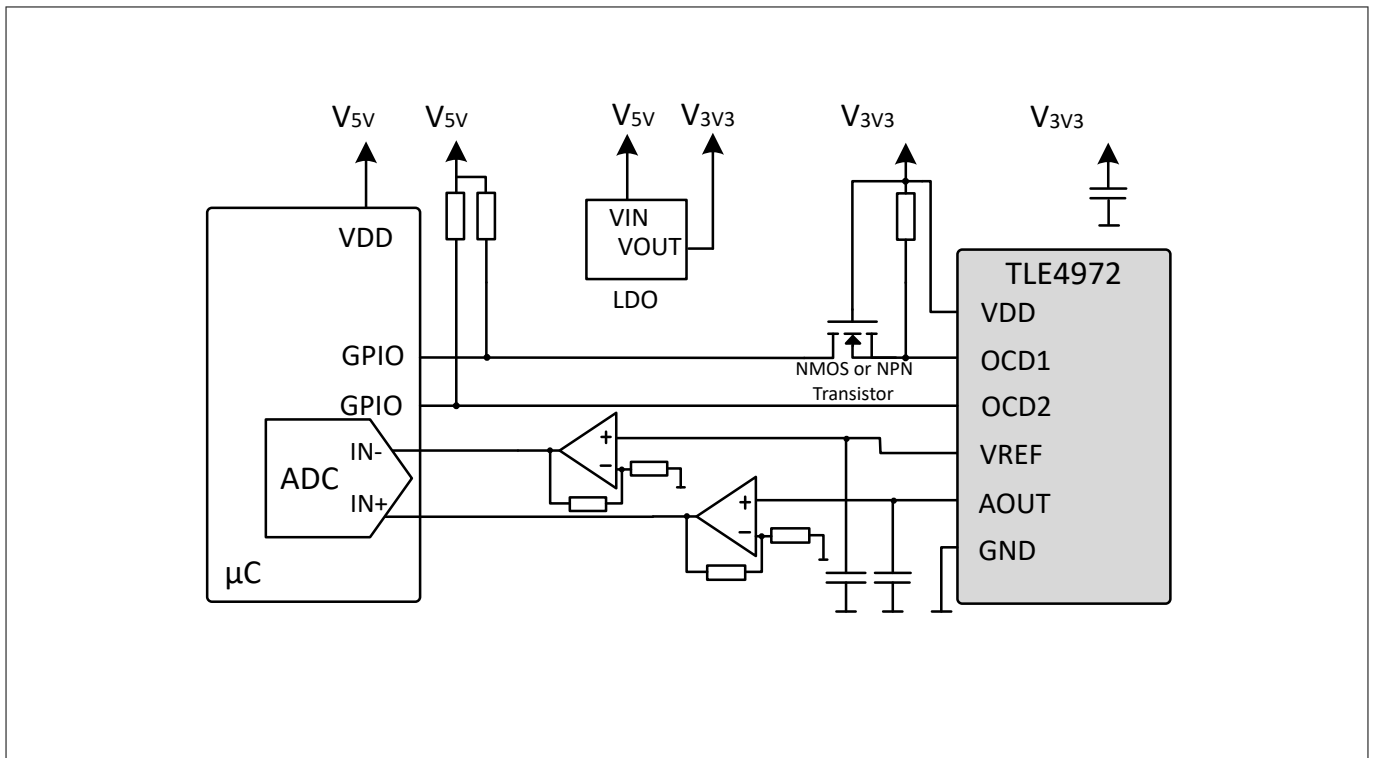 V5V
V5V
V5V
V3V3
V3V3
V3V3
VDD
VIN
VOUT
LDO
TLE4972
VDD
GPIO
OCD1
NMOS or NPN
Transistor
GPIO
OCD2
ADC
IN-
IN+
+
−
VREF
+
−
AOUT
GND
µC